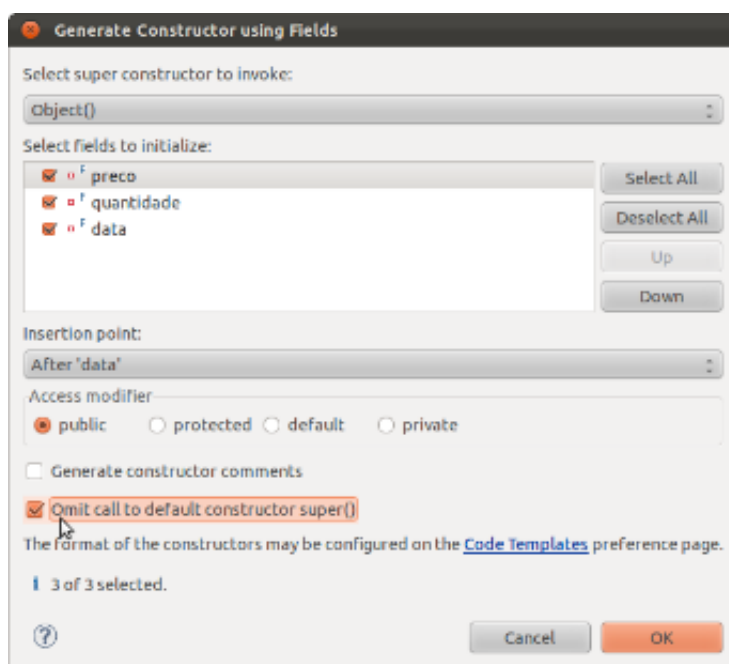 Generate Constructor using Fields
Select super constructor to invoke:
Object()
Select fields to initialize:
F preco
F quantidade
F data
Select All
Deselect All
Up
Down
Insertion point:
After 'data'
Access modifier
public protected default private
Generate constructor comments
Omit call to default constructor super()
The format of the constructors may be configured on the Code Templates preference page.
i 3 of 3 selected.
? Cancel OK